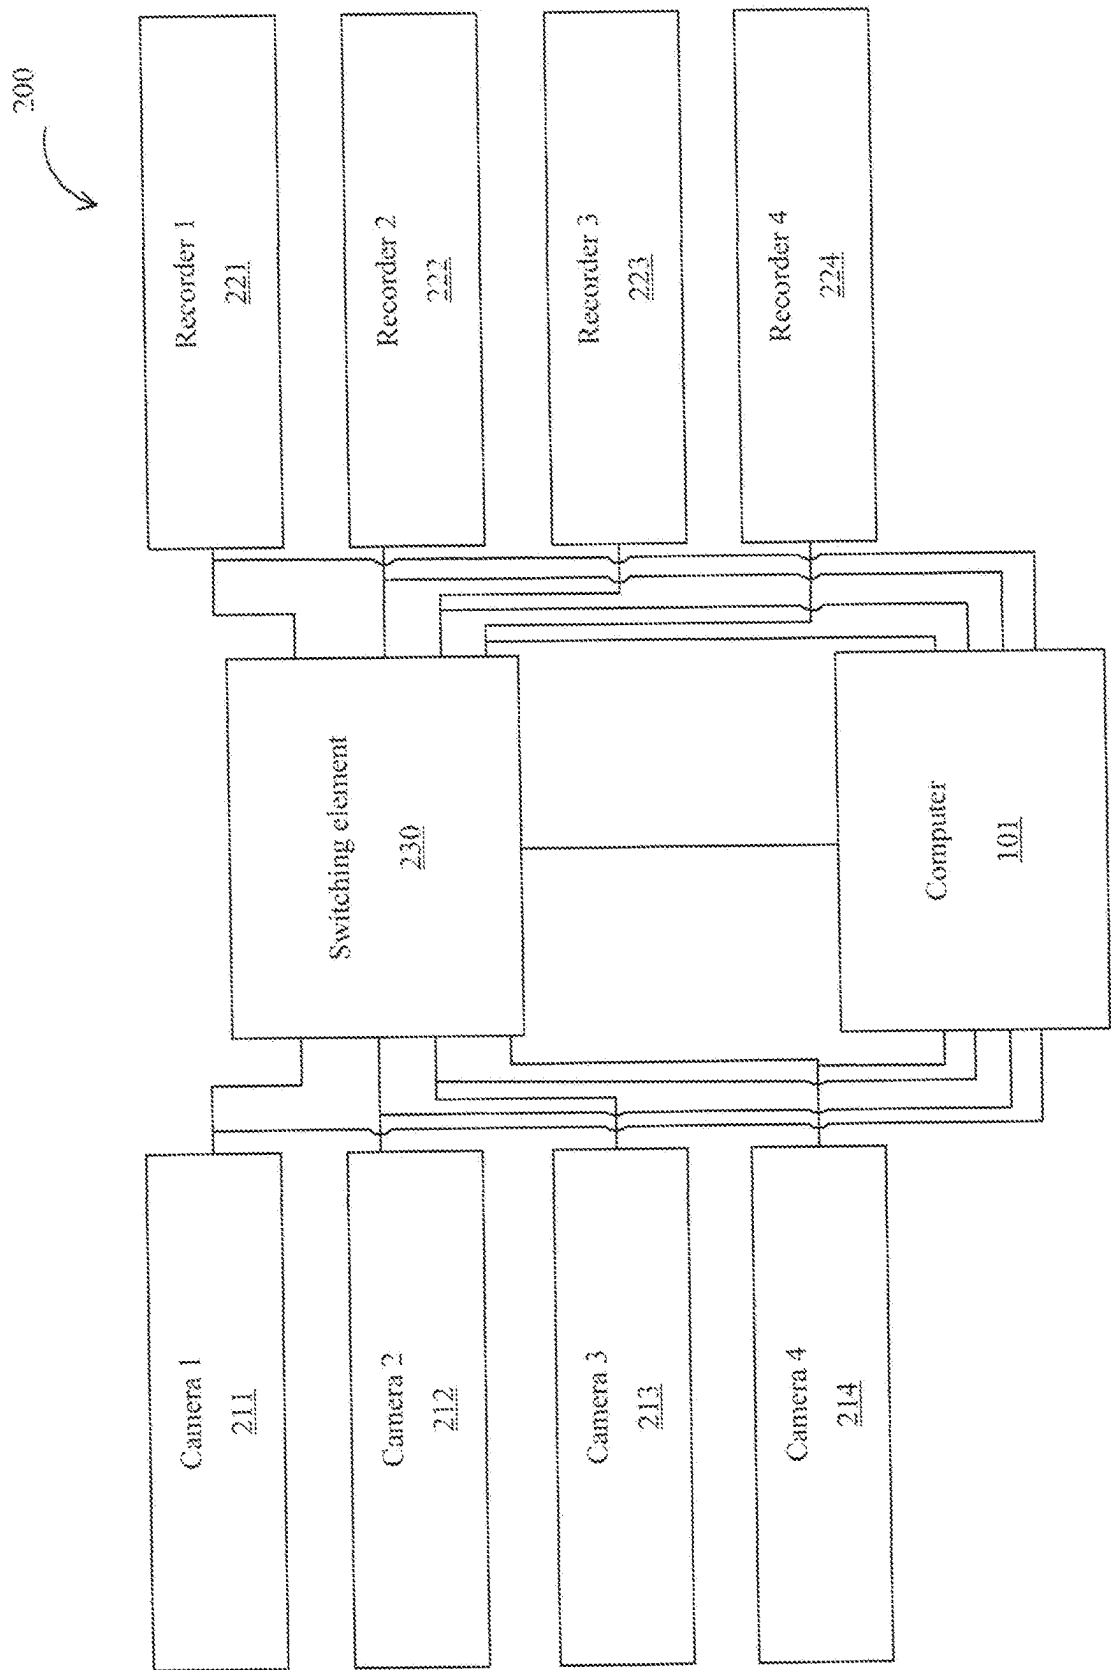 200
Camera 1
211
Camera 2
212
Camera 3
213
Camera 4
214
Switching element
230
Computer
101
Recorder 1
221
Recorder 2
222
Recorder 3
223
Recorder 4
224